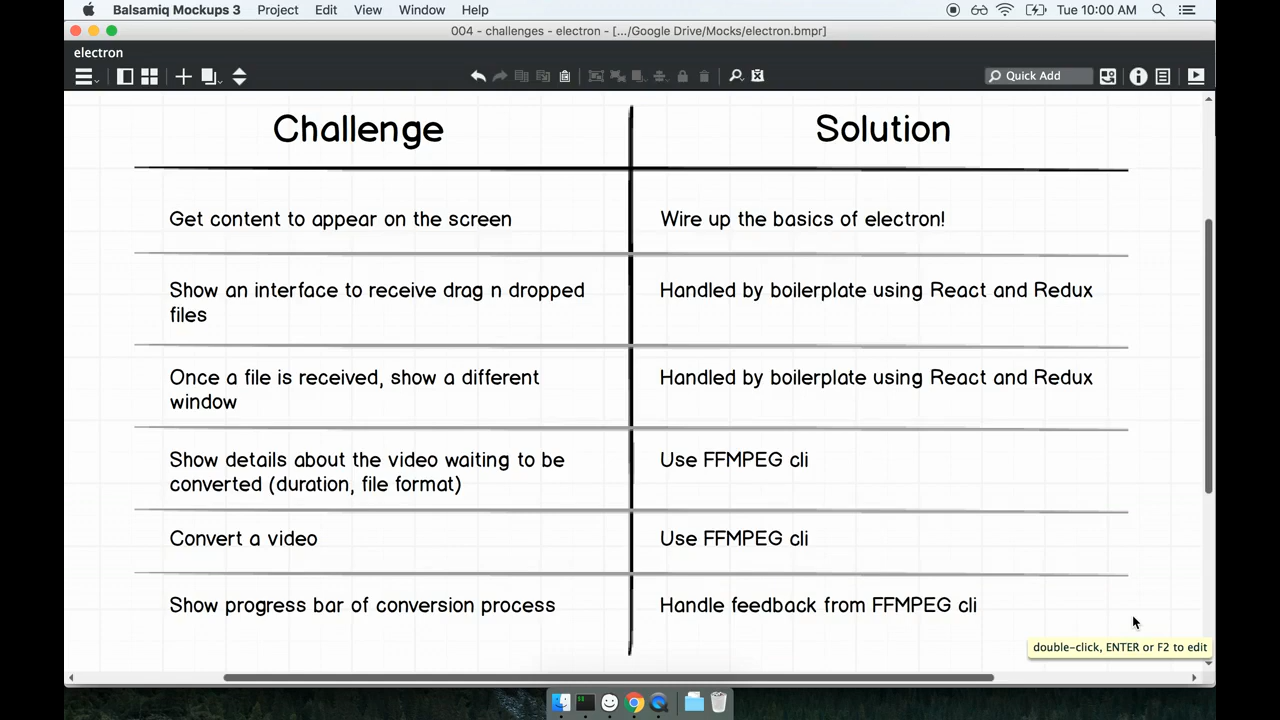 Balsamiq Mockups 3 Project Edit View Window Help Tue 10:00 AM
004 - challenges - electron - [.../Google Drive/Mocks/electron.bmpr]
electron
Quick Add
Challenge Solution
Get content to appear on the screen Wire up the basics of electron!
Show an interface to receive drag n dropped Handled by boilerplate using React and Redux
files
Once a file is received, show a different Handled by boilerplate using React and Redux
window
Show details about the video waiting to be Use FFMPEG cli
converted (duration, file format)
Convert a video Use FFMPEG cli
Show progress bar of conversion process Handle feedback from FFMPEG cli
double-click, ENTER or F2 to edit